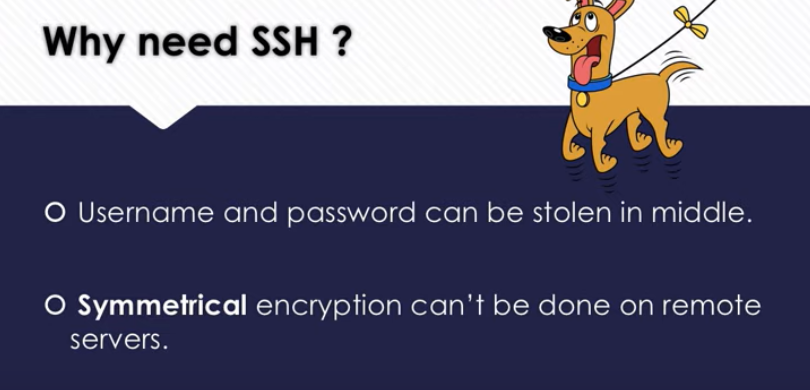 Why need SSH ?
O Username and password can be stolen in middle.
O Symmetrical encryption can't be done on remote
servers.